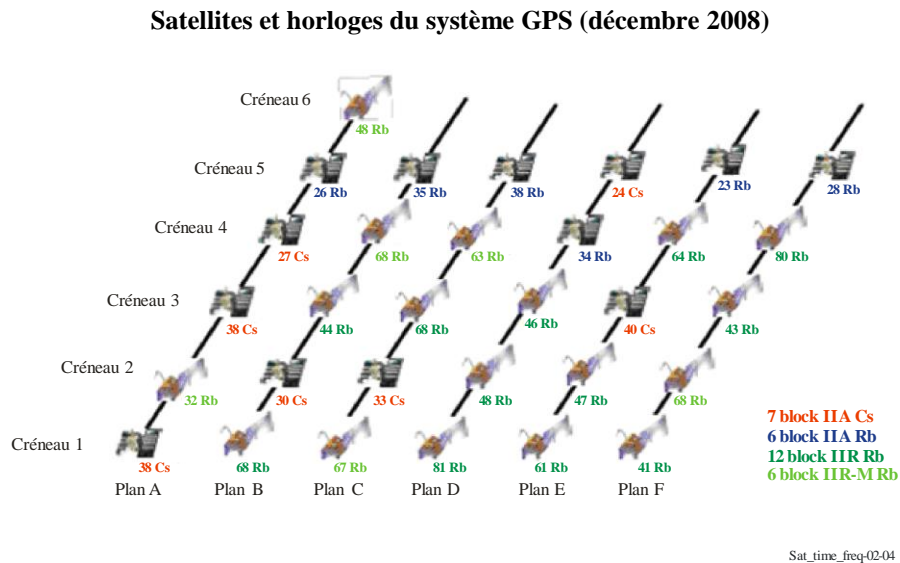 Satellites et horloges du système GPS (décembre 2008)
Créneau 6
48 Rb
Créneau 5
26 Rb 35 Rb 38 Rb 24 Cs 23 Rb 28 Rb
Créneau 4
27 Cs 68 Rb 63 Rb 34 Rb 64 Rb 80 Rb
Créneau 3
38 Cs 44 Rb 68 Rb 46 Rb 40 Cs 43 Rb
Créneau 2
32 Rb 30 Cs 33 Cs 48 Rb 47 Rb 68 Rb
Créneau 1
38 Cs 68 Rb 67 Rb 81 Rb 61 Rb 41 Rb
Plan A Plan B Plan C Plan D Plan E Plan F
7 block IIA Cs
6 block IIA Rb
12 block IIR Rb
6 block IIR-M Rb
Sat_time_freq-02-04